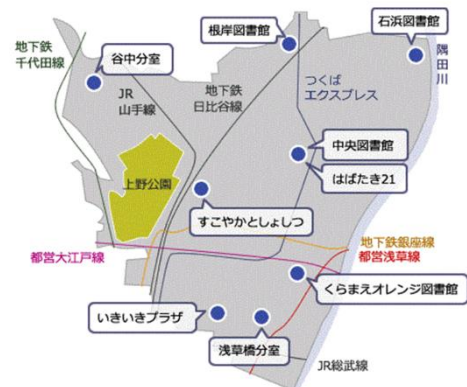 根岸図書館
石浜図書館
地下鉄
千代田線
谷中分室
隅
田
川
JR
山手線
地下鉄
日比谷線
つくば
エクスプレス
中央図書館
はばたき21
上野公園
すこやかとしょしつ
地下鉄銀座線
都営大江戸線
都営浅草線
くらまえオレンジ図書館
いきいきプラザ
浅草橋分室
JR総武線